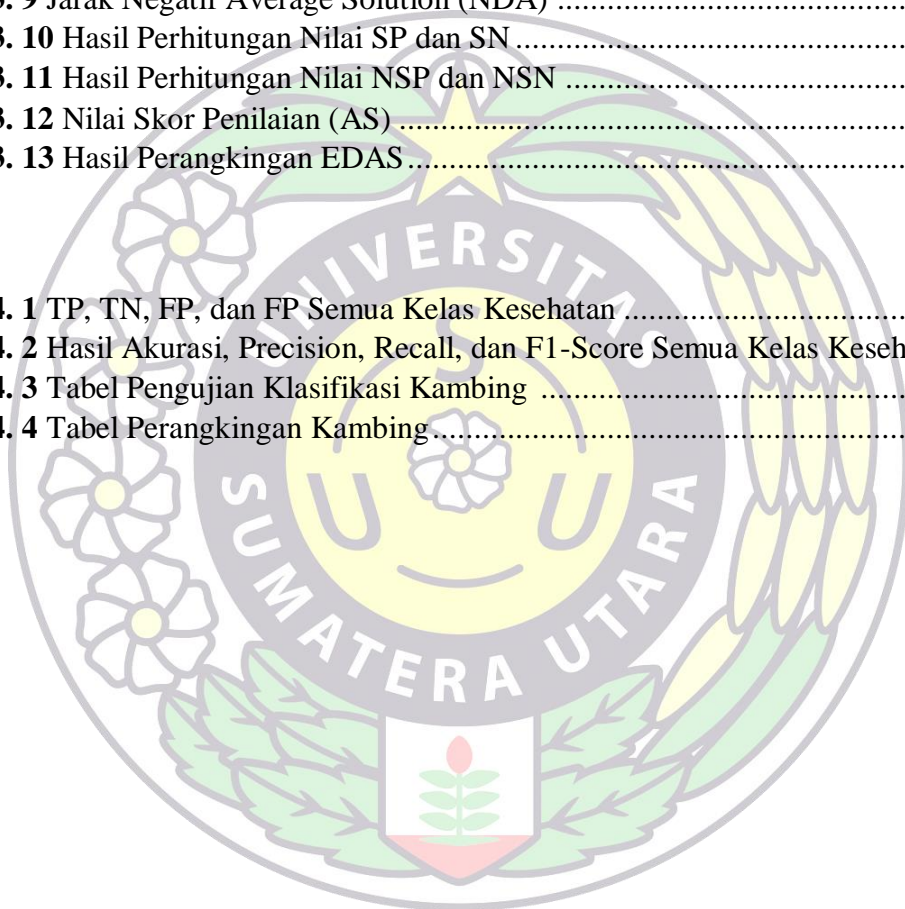 3. 9 Jarak Negatif Average Solution (NDA) ........................................
3. 10 Hasil Perhitungan Nilai SP dan SN ........................................
3. 11 Hasil Perhitungan Nilai NSP dan NSN ........................................
3. 12 Nilai Skor Penilaian (AS) ........................................
3. 13 Hasil Perangkingan EDAS ........................................
4. 1 TP, TN, FP, dan FP Semua Kelas Kesehatan ........................................
4. 2 Hasil Akurasi, Precision, Recall, dan F1-Score Semua Kelas Keseh
4. 3 Tabel Pengujian Klasifikasi Kambing ........................................
4. 4 Tabel Perangkingan Kambing ........................................
UNIVERSITAS
SUMATERA UTARA
U S U